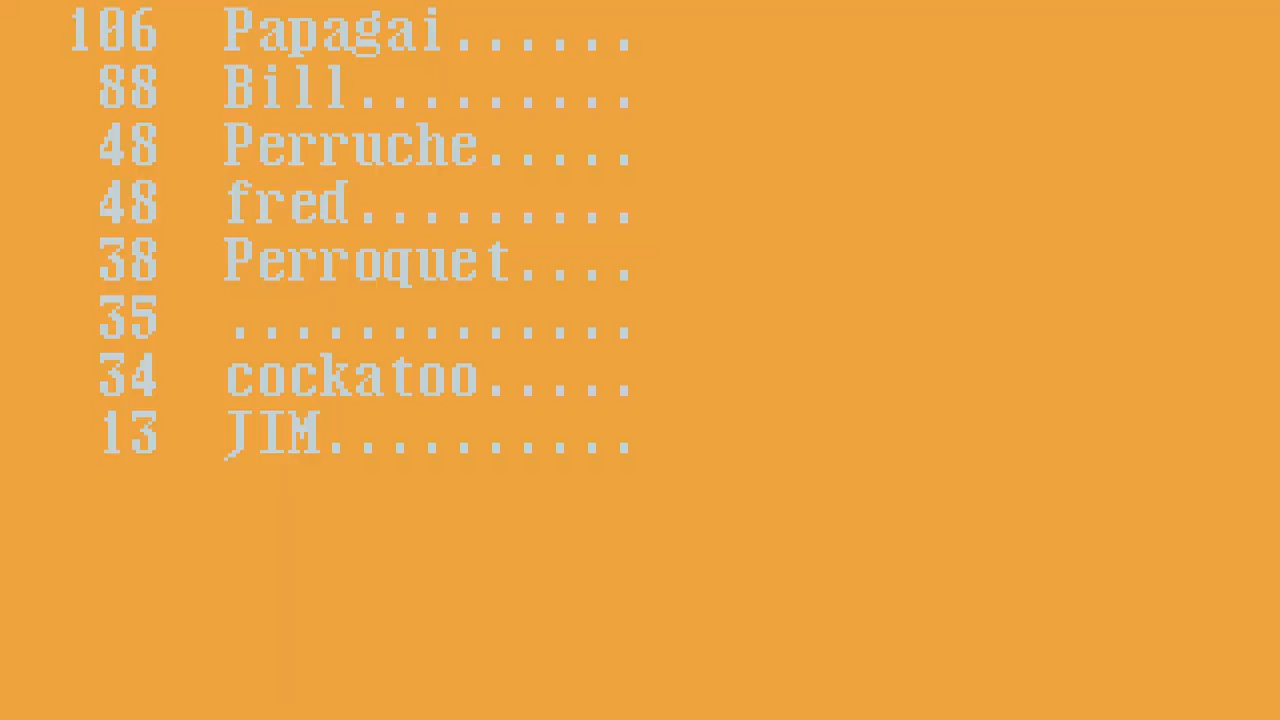 106 Papagai......
88 Bill.........
48 Perruche.....
48 fred.........
38 Perroquet....
35 .............
34 cockatoo.....
13 JIM..........